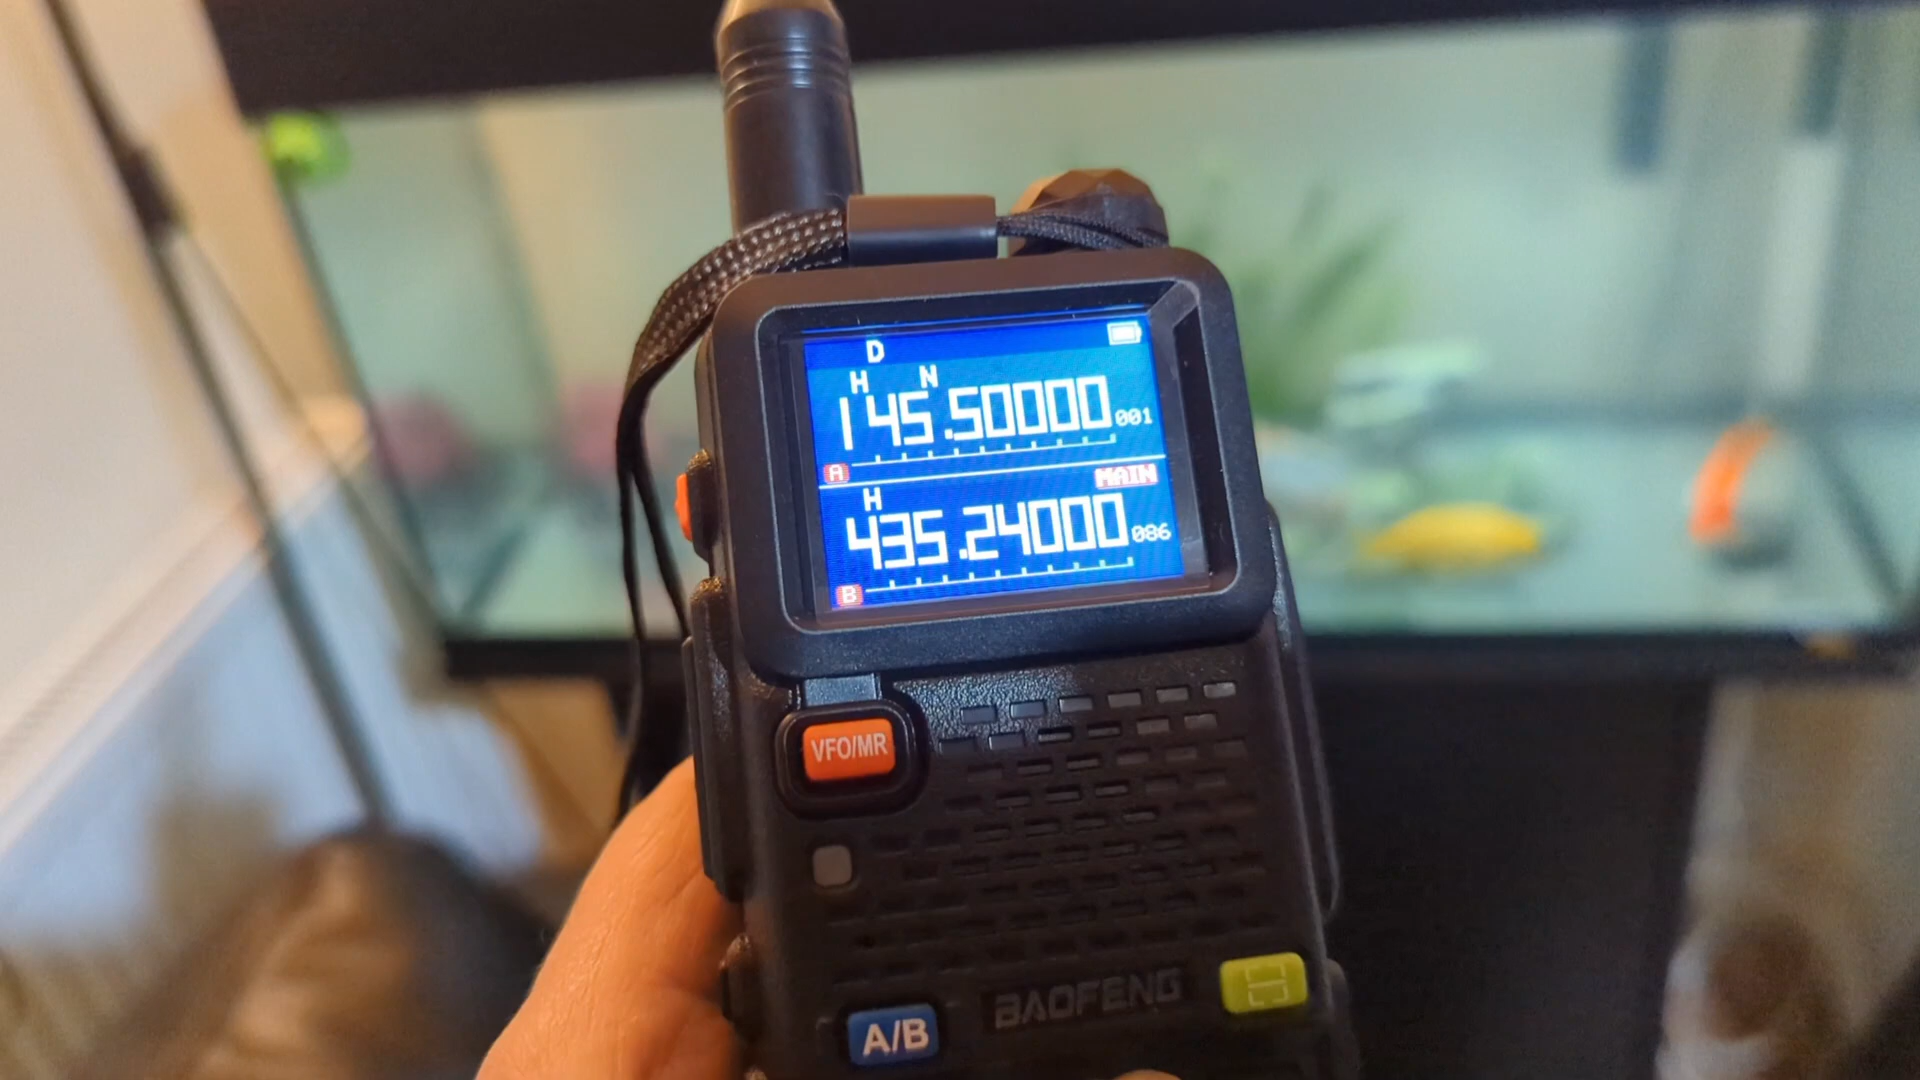 D
H N
145.50000 001
A
MAIN
H
435.24000 086
B
VFO/MR
BAOFENG
A/B